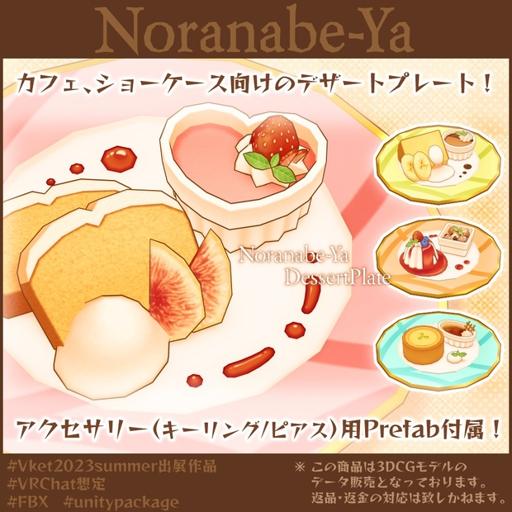 Noranabe-Ya
カフェ、ショーケース向けのデザートプレート！
Noranabe-Ya
DessertPlate
アクセサリー（キーリング/ピアス）用Prefab付属！
#Vket2023summer出展作品
#VRChat想定
#FBX #unitypackage
※ この商品は3DCGモデルの
データ販売となっております。
返品・返金の対応は致しかねます。